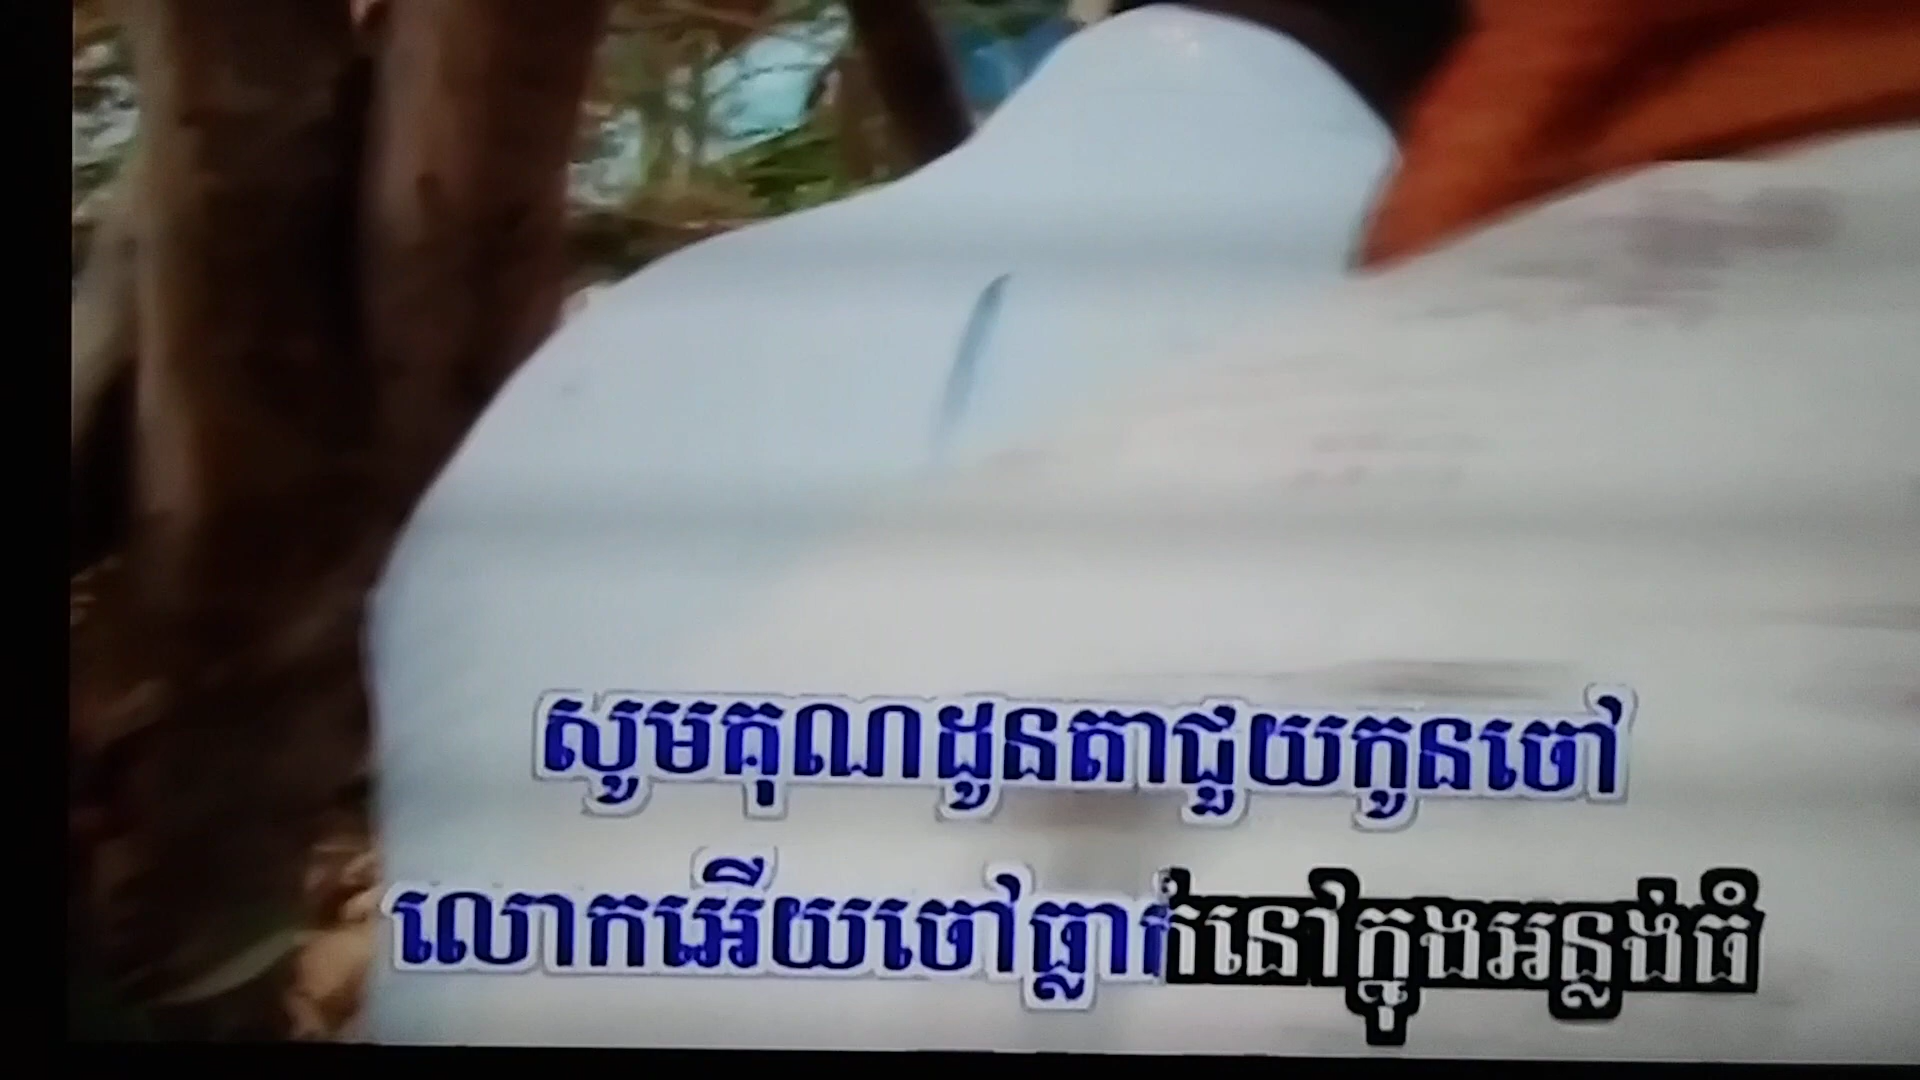 សូមគុណដូនតាជួយកូនចៅ
លោកអើយចៅធ្លាក់នៅក្នុងអន្លង់ធំ